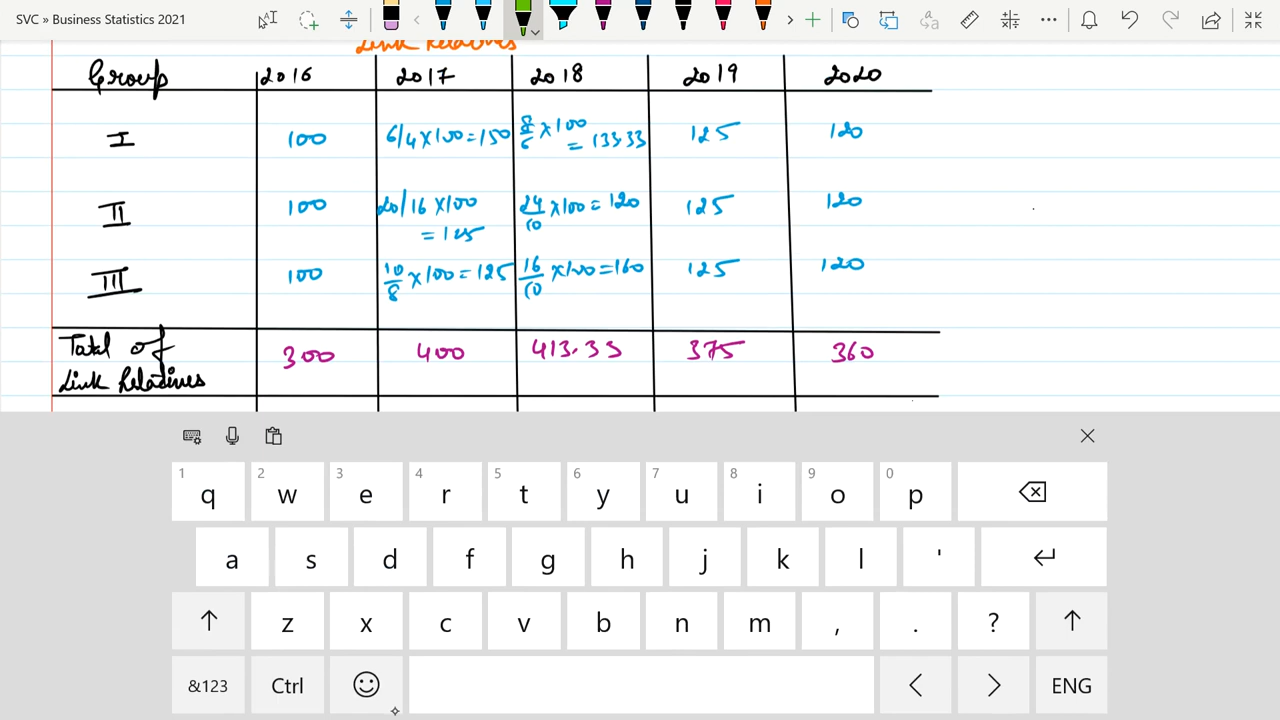 SVC » Business Statistics 2021
Link Relatives
Group 2016 2017 2018 2019 2020
I 100 6/4×100=150 8/6 ×100 = 133.33 125 120
II 100 20/16 ×100 = 125 24/10 ×100 = 120 125 120
III 100 10/8 ×100 = 125 16/10 ×100 = 160 125 120
Total of 300 400 413.33 375 360
Link Relatives
1 2 3 4 5 6 7 8 9 0
q w e r t y u i o p
a s d f g h j k l '
z x c v b n m , . ?
&123 Ctrl ENG